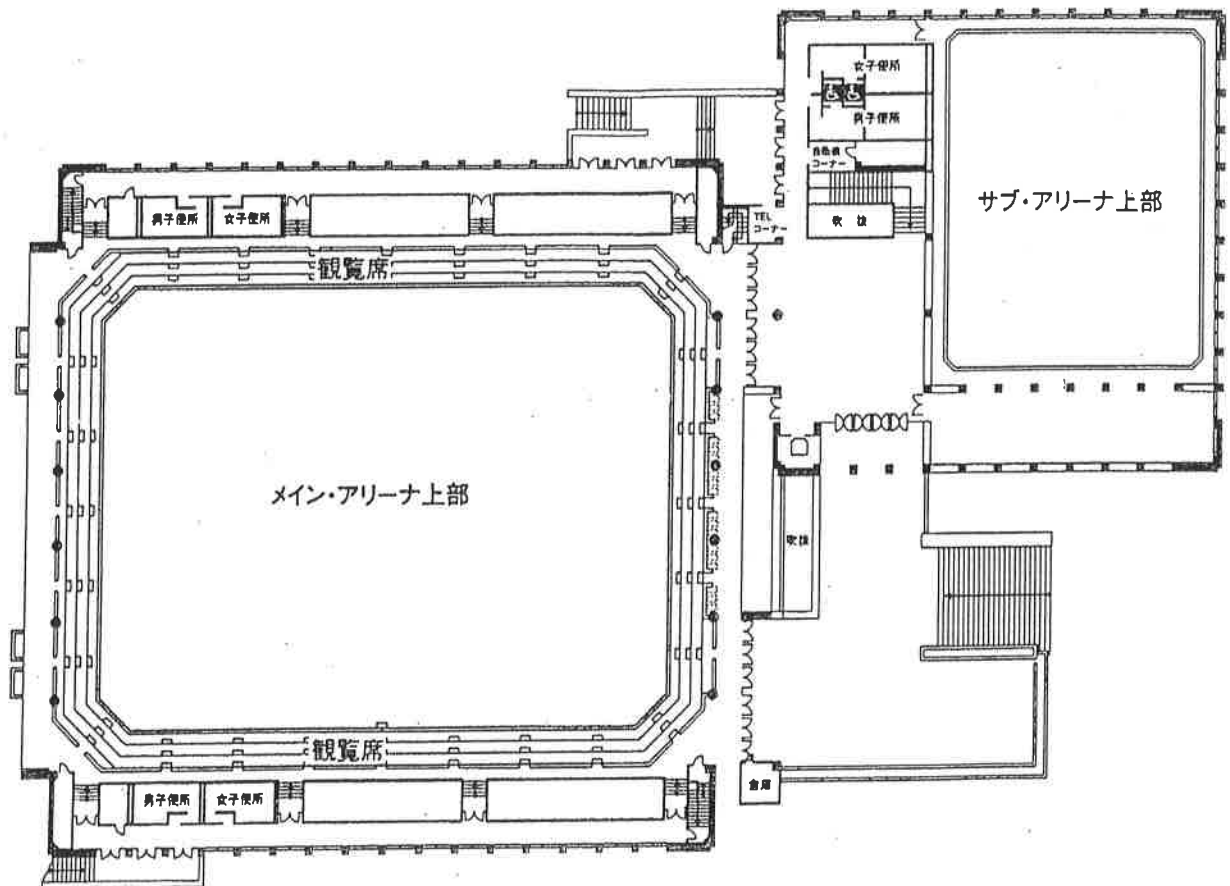 女子便所
男子便所
自動販
コーナー
サブ・アリーナ上部
男子便所
女子便所
TEL
コーナー
吹抜
観覧席
メイン・アリーナ上部
吹抜
観覧席
男子便所
女子便所
倉庫